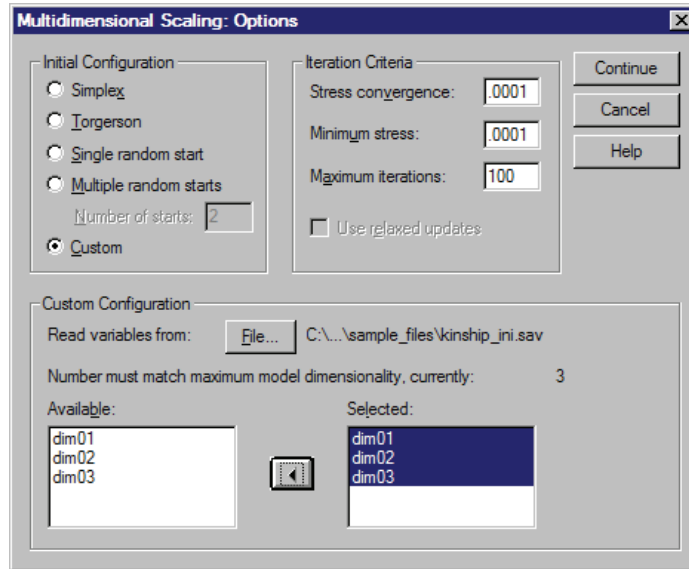 Multidimensional Scaling: Options
Initial Configuration
Simplex
Torgerson
Single random start
Multiple random starts
Number of starts: 2
Custom
Iteration Criteria
Stress convergence: .0001
Minimum stress: .0001
Maximum iterations: 100
Use relaxed updates
Continue
Cancel
Help
Custom Configuration
Read variables from: File... C:\...\sample_files\kinship_ini.sav
Number must match maximum model dimensionality, currently: 3
Available:
dim01
dim02
dim03
Selected:
dim01
dim02
dim03